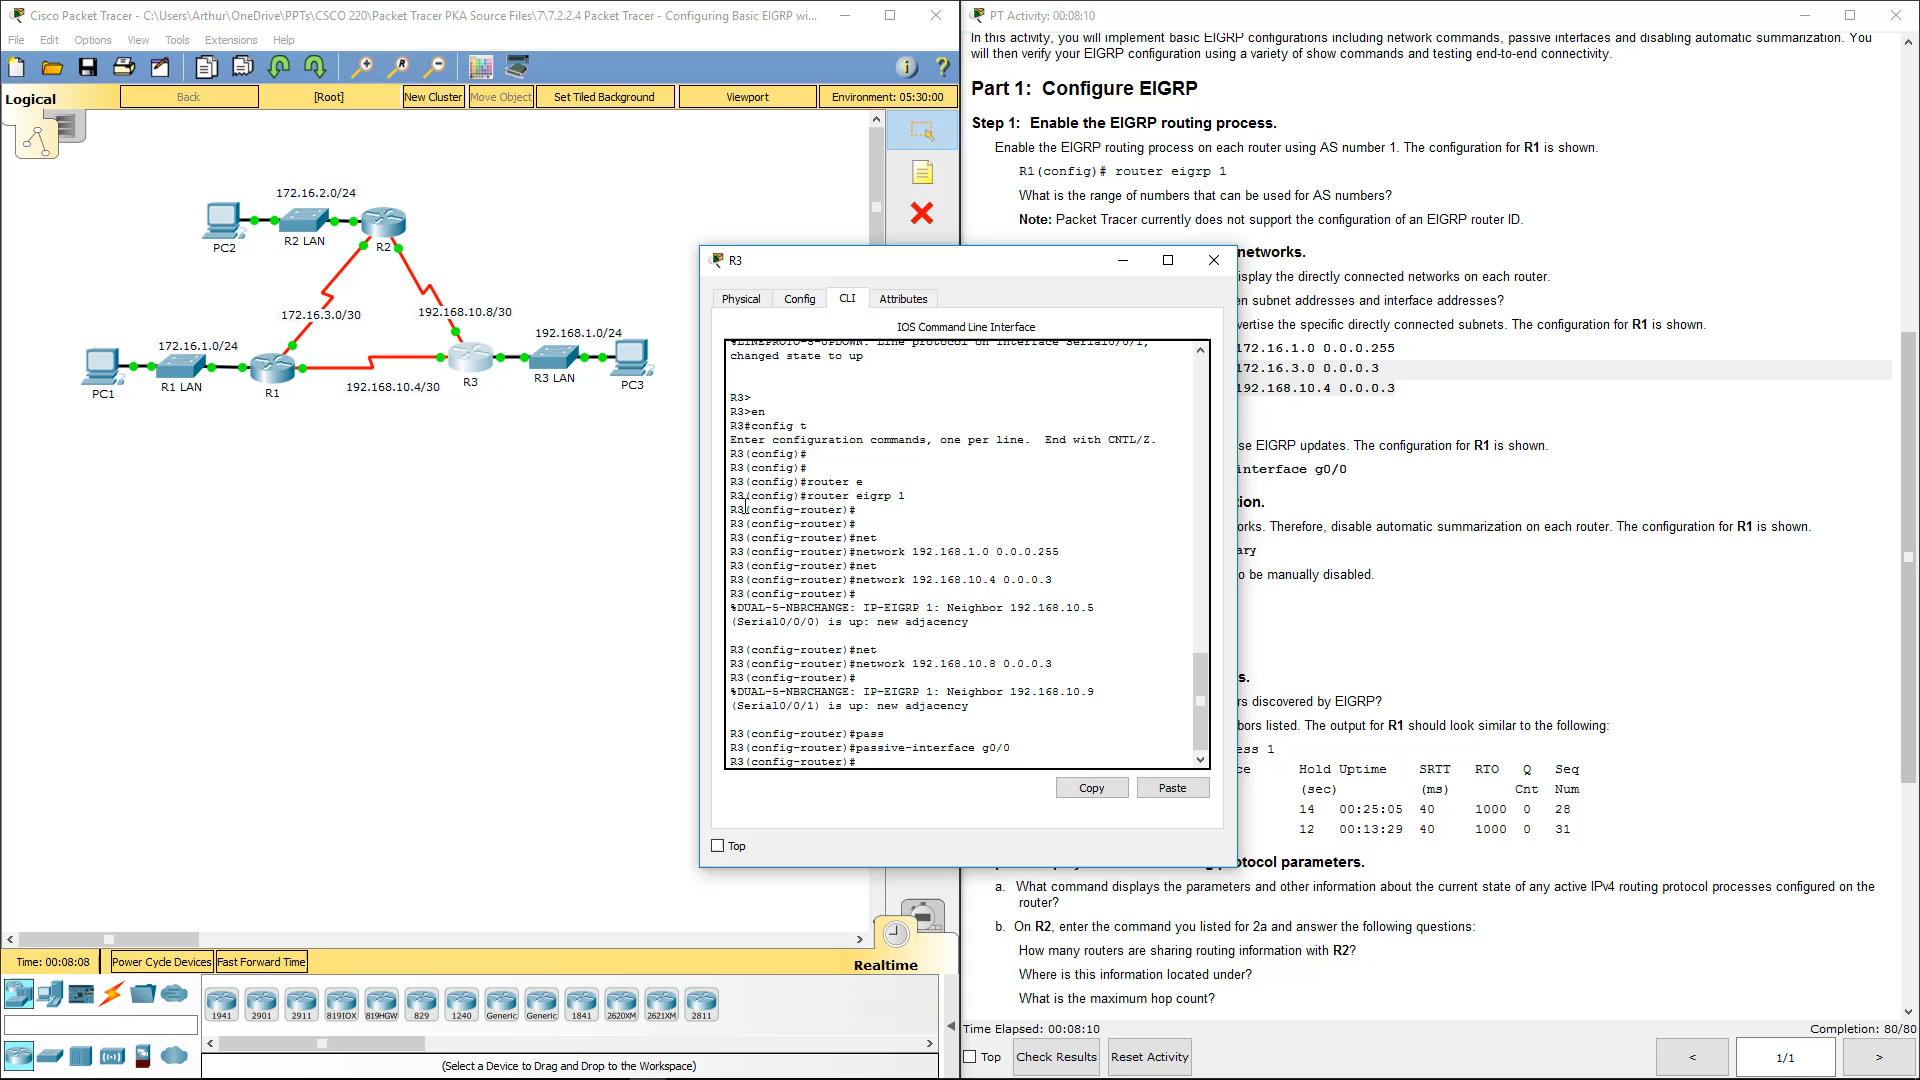 Cisco Packet Tracer - C:\Users\Arthur\OneDrive\PPTs\CSCO 220\Packet Tracer PKA Source Files\7\7.2.2.4 Packet Tracer - Configuring Basic EIGRP wi...
File Edit Options View Tools Extensions Help
Logical
Back
[Root]
New Cluster
Move Object
Set Tiled Background
Viewport
Environment: 05:30:00
172.16.2.0/24
PC2
R2 LAN
R2
172.16.3.0/30
192.168.10.8/30
172.16.1.0/24
192.168.1.0/24
PC1
R1 LAN
R1
192.168.10.4/30
R3
R3 LAN
PC3
R3
Physical
Config
CLI
Attributes
IOS Command Line Interface
%LINEPROTO-5-UPDOWN: Line protocol on Interface Serial0/0/1,
changed state to up
R3>
R3>en
R3#config t
Enter configuration commands, one per line.  End with CNTL/Z.
R3(config)#
R3(config)#
R3(config)#router e
R3(config)#router eigrp 1
R3(config-router)#
R3(config-router)#
R3(config-router)#net
R3(config-router)#network 192.168.1.0 0.0.0.255
R3(config-router)#net
R3(config-router)#network 192.168.10.4 0.0.0.3
R3(config-router)#
%DUAL-5-NBRCHANGE: IP-EIGRP 1: Neighbor 192.168.10.5
(Serial0/0/0) is up: new adjacency
R3(config-router)#net
R3(config-router)#network 192.168.10.8 0.0.0.3
R3(config-router)#
%DUAL-5-NBRCHANGE: IP-EIGRP 1: Neighbor 192.168.10.9
(Serial0/0/1) is up: new adjacency
R3(config-router)#pass
R3(config-router)#passive-interface g0/0
R3(config-router)#
Copy
Paste
Top
Time: 00:08:08
Power Cycle Devices
Fast Forward Time
Realtime
1941
2901
2911
819IOX
819HGW
829
1240
Generic
Generic
1841
2620XM
2621XM
2811
(Select a Device to Drag and Drop to the Workspace)
PT Activity: 00:08:10
In this activity, you will implement basic EIGRP configurations including network commands, passive interfaces and disabling automatic summarization. You
will then verify your EIGRP configuration using a variety of show commands and testing end-to-end connectivity.
Part 1: Configure EIGRP
Step 1: Enable the EIGRP routing process.
Enable the EIGRP routing process on each router using AS number 1. The configuration for R1 is shown.
R1(config)# router eigrp 1
What is the range of numbers that can be used for AS numbers?
Note: Packet Tracer currently does not support the configuration of an EIGRP router ID.
networks.
isplay the directly connected networks on each router.
en subnet addresses and interface addresses?
vertise the specific directly connected subnets. The configuration for R1 is shown.
172.16.1.0 0.0.0.255
172.16.3.0 0.0.0.3
192.168.10.4 0.0.0.3
se EIGRP updates. The configuration for R1 is shown.
interface g0/0
tion.
orks. Therefore, disable automatic summarization on each router. The configuration for R1 is shown.
ary
o be manually disabled.
s.
rs discovered by EIGRP?
bors listed. The output for R1 should look similar to the following:
ess 1
ce Hold Uptime SRTT RTO Q Seq
(sec) (ms) Cnt Num
14 00:25:05 40 1000 0 28
12 00:13:29 40 1000 0 31
otocol parameters.
a. What command displays the parameters and other information about the current state of any active IPv4 routing protocol processes configured on the
router?
b. On R2, enter the command you listed for 2a and answer the following questions:
How many routers are sharing routing information with R2?
Where is this information located under?
What is the maximum hop count?
Time Elapsed: 00:08:10
Completion: 80/80
Top
Check Results
Reset Activity
<
1/1
>